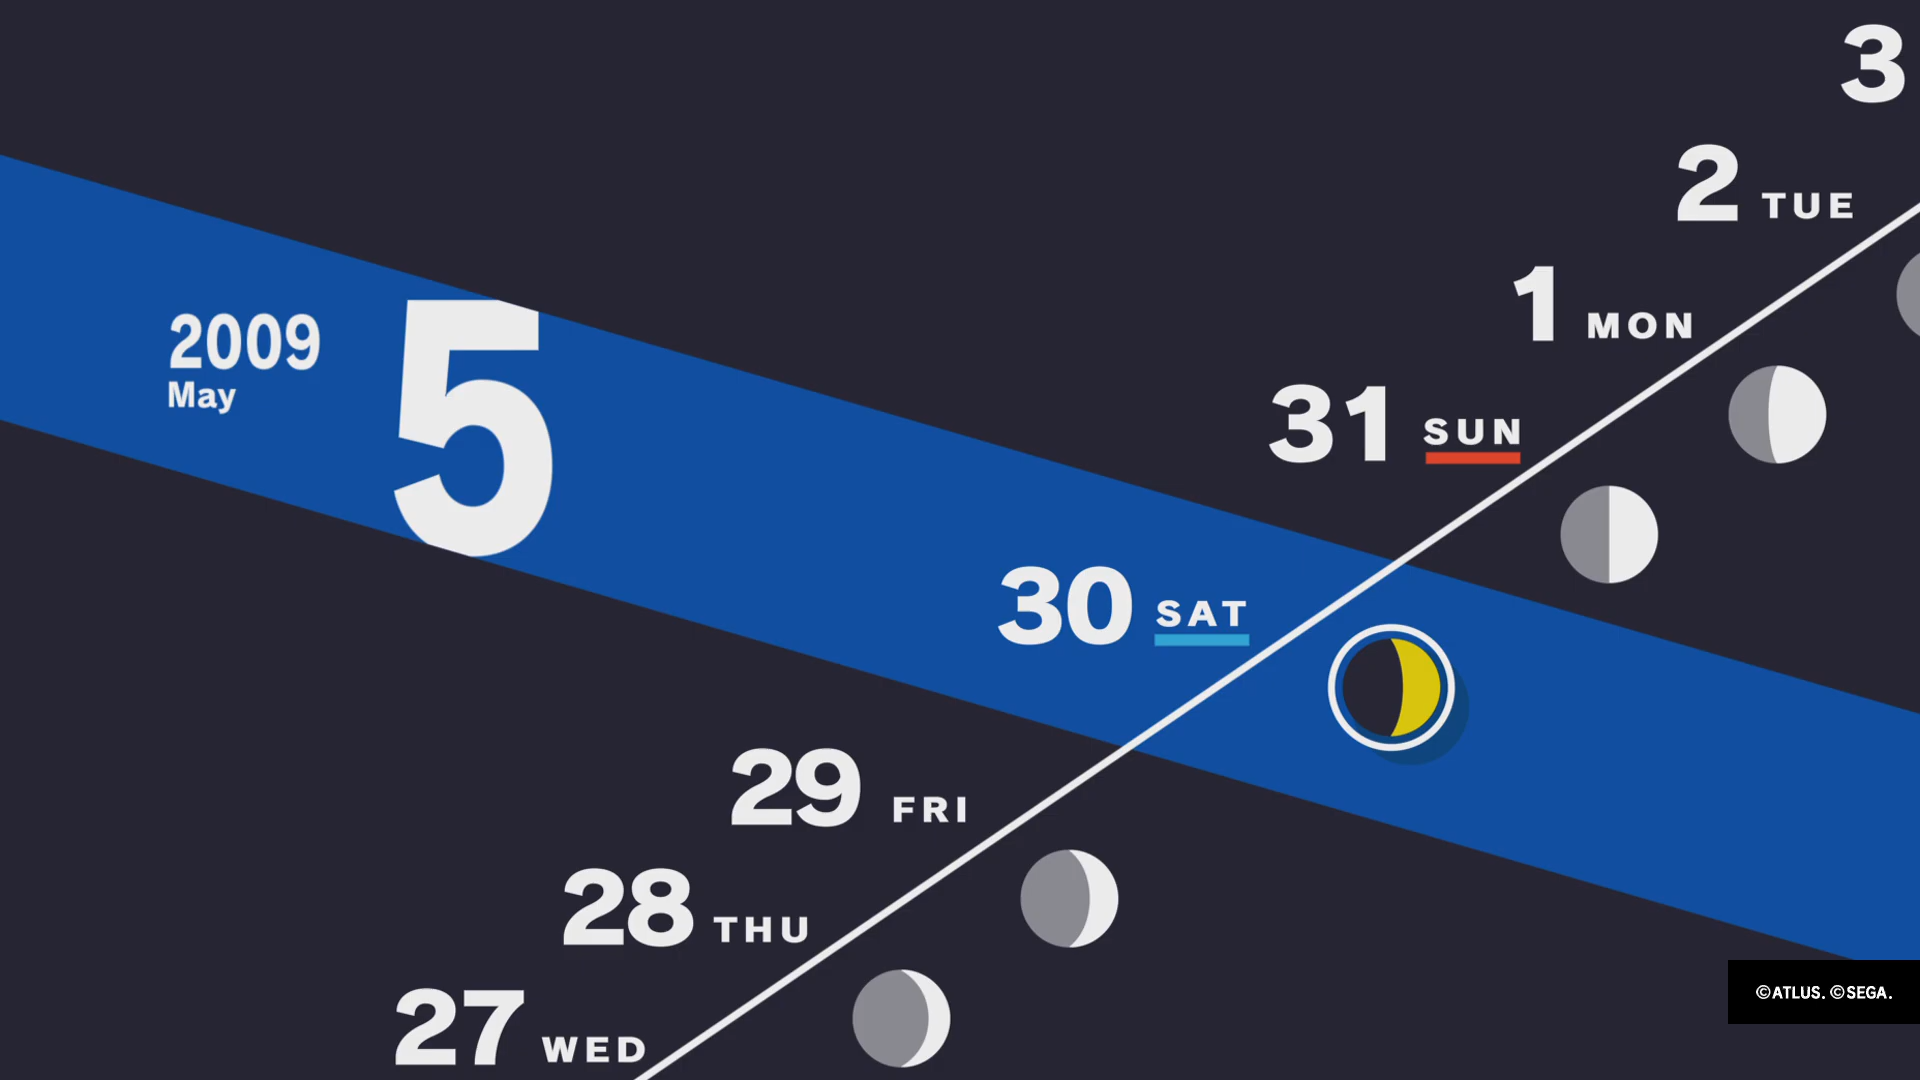 3
2 TUE
1 MON
2009
May
5
31 SUN
30 SAT
29 FRI
28 THU
27 WED
©ATLUS. ©SEGA.